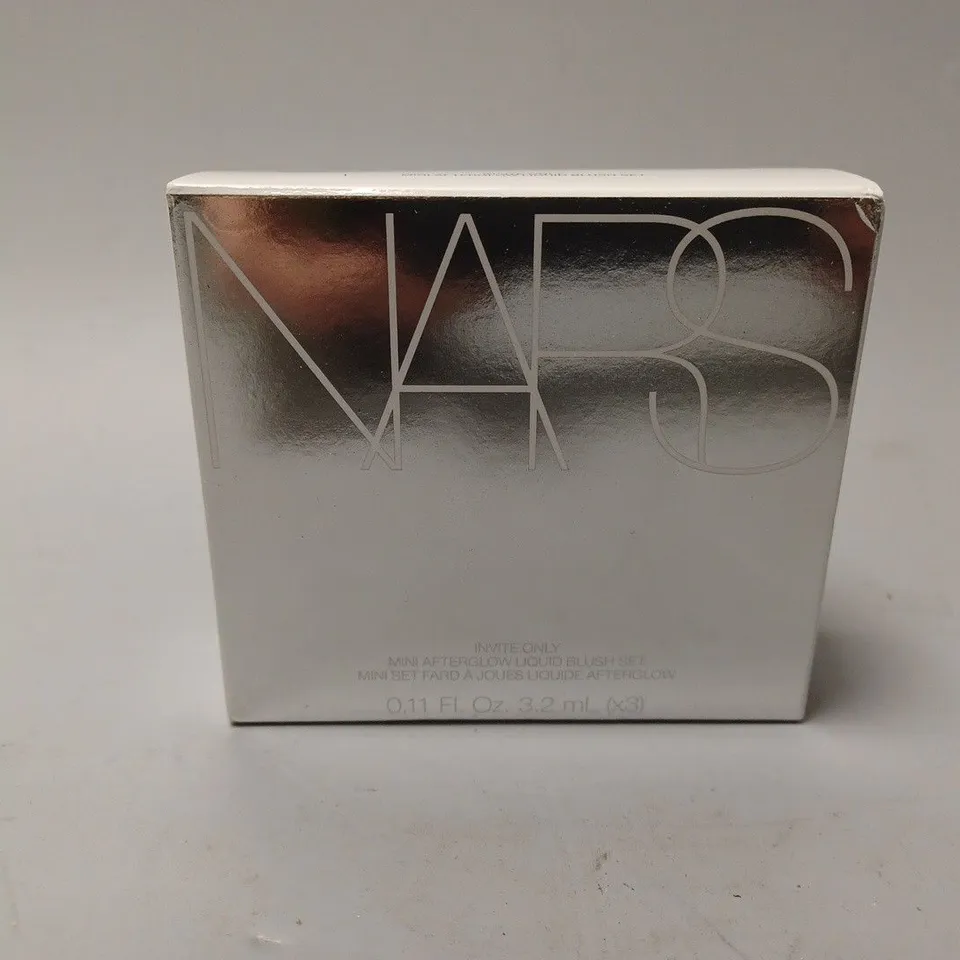 NARS
INVITE ONLY
MINI AFTERGLOW LIQUID BLUSH SET
MINI SET FARD À JOUES LIQUIDE AFTERGLOW
0.11 Fl. Oz. 3.2 mL (x3)